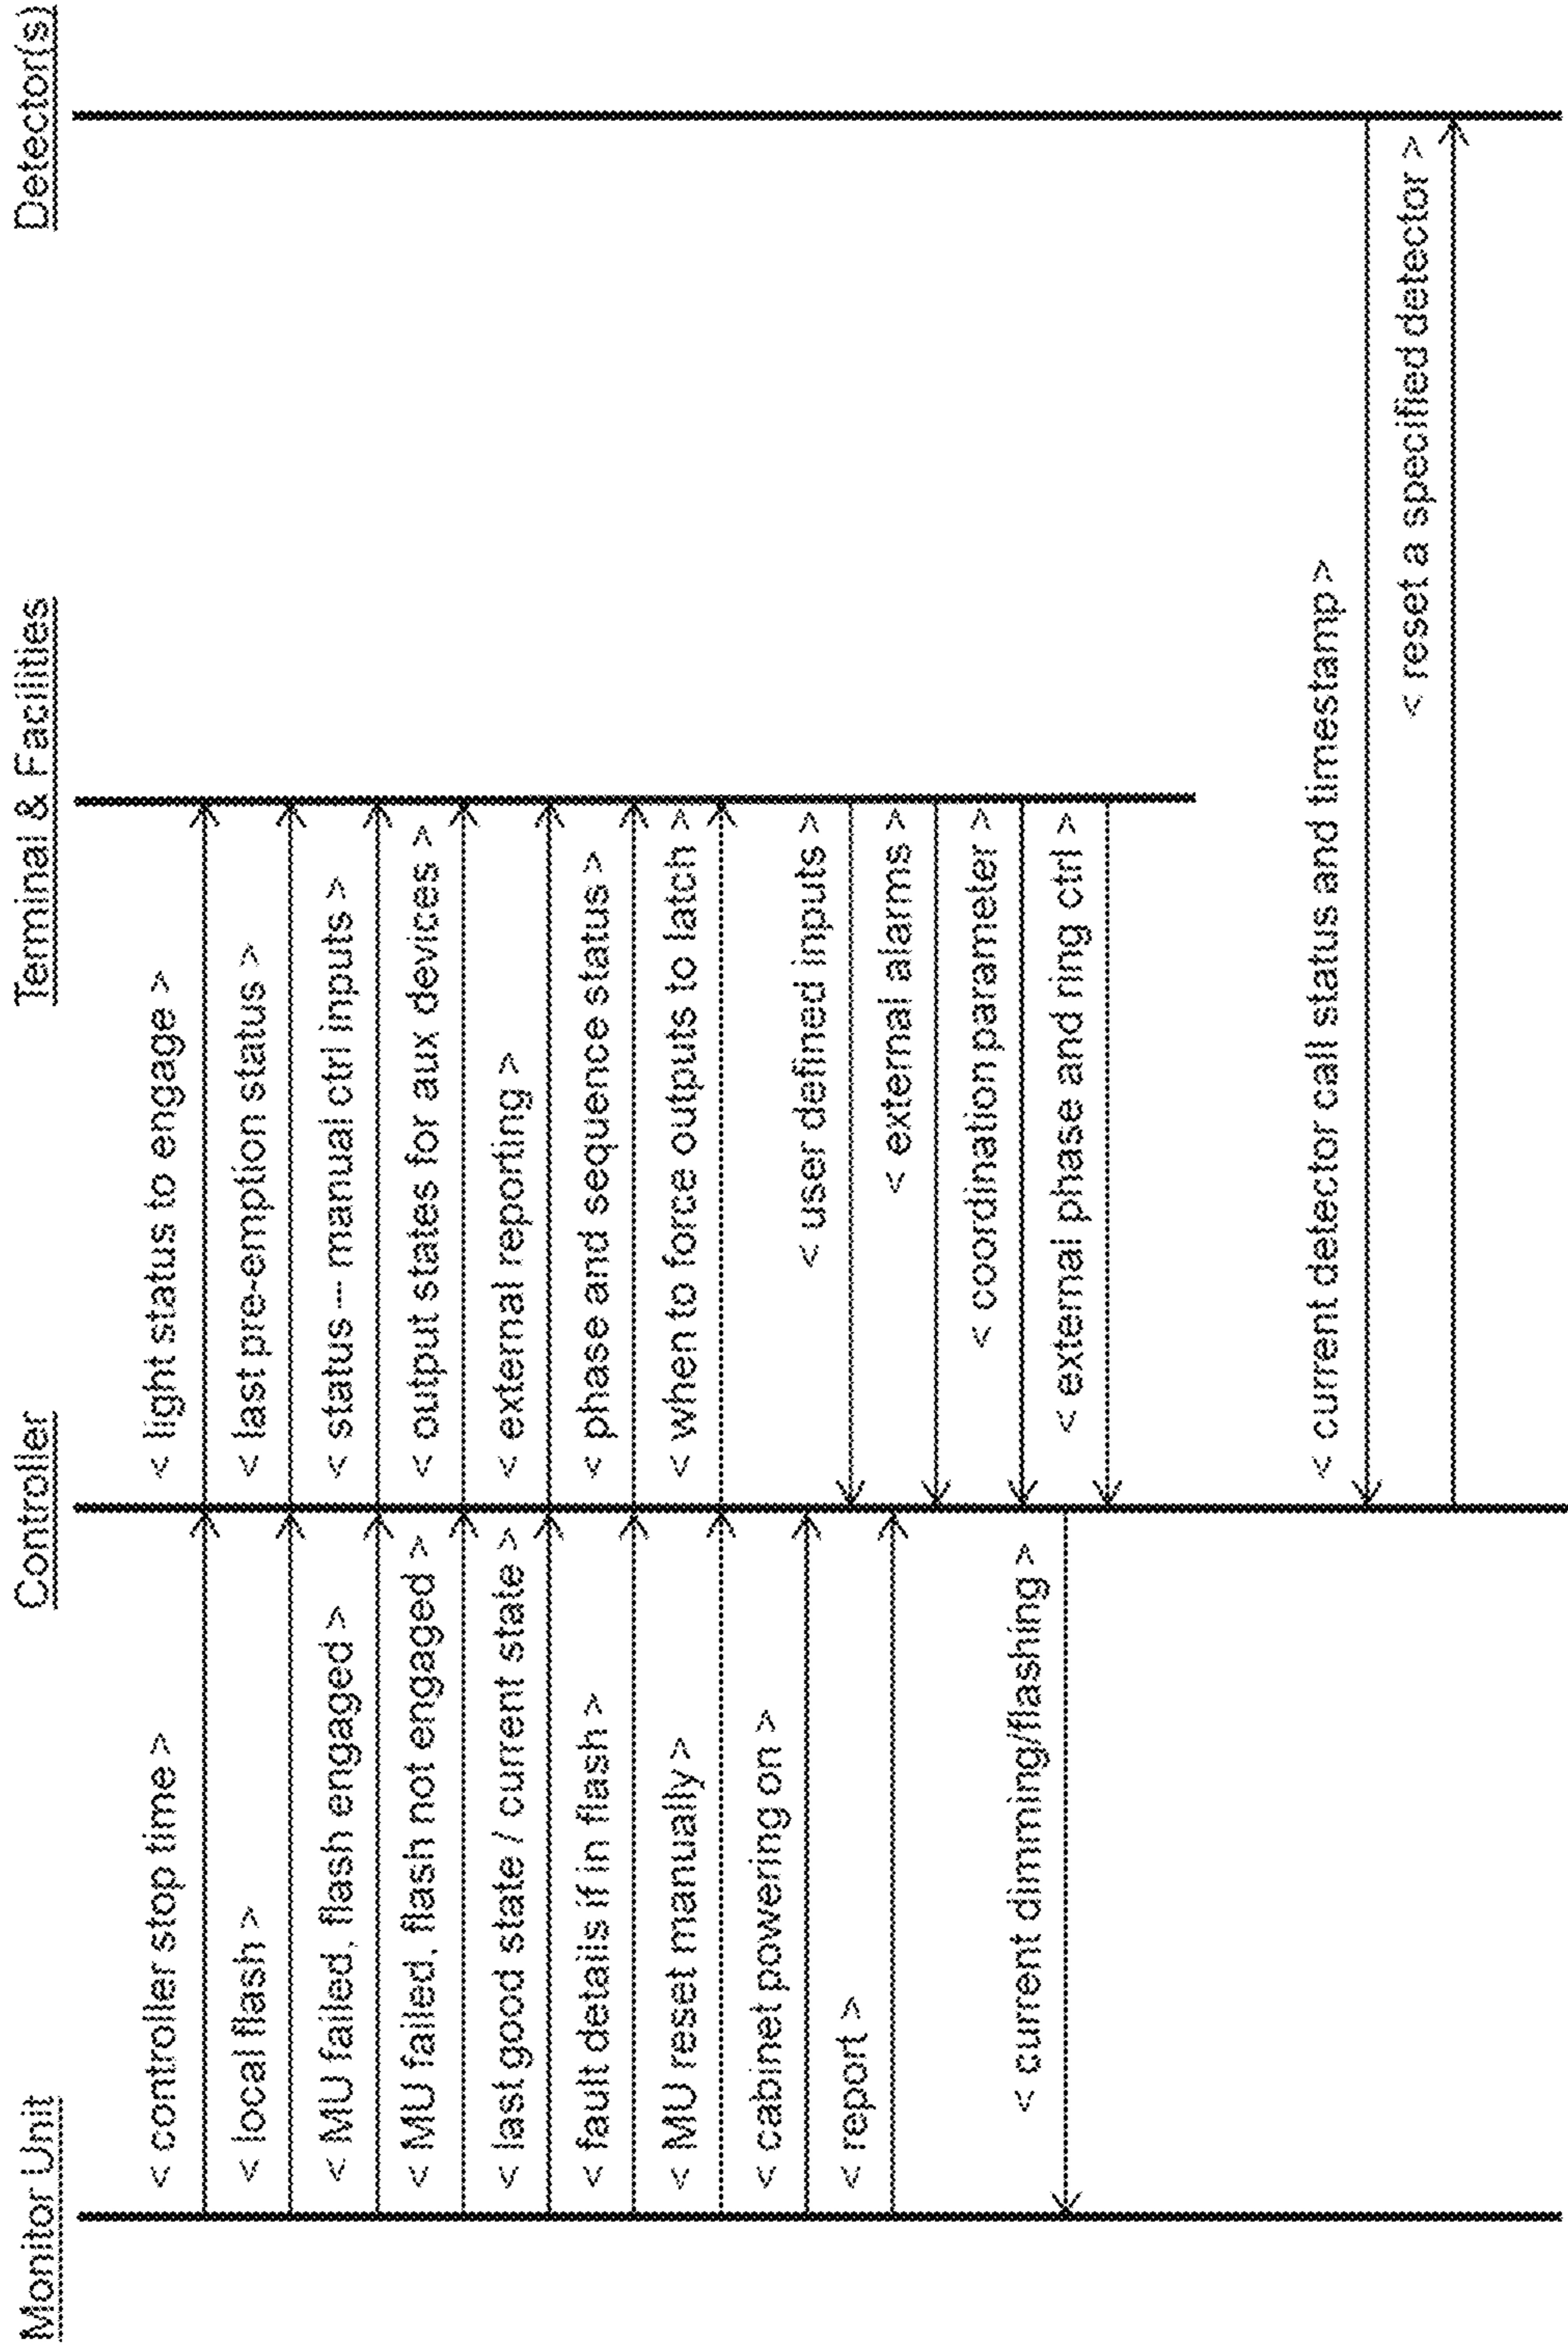 Monitor Unit
Controller
Terminal & Facilities
Detector(s)
< controller stop time >
< light status to engage >
< local flash >
< last pre-emption status >
< MU failed, flash engaged >
< status -- manual ctrl inputs >
< MU failed, flash not engaged >
< output states for aux devices >
< last good state / current state >
< external reporting >
< fault details if in flash >
< phase and sequence status >
< MU reset manually >
< when to force outputs to latch >
< cabinet powering on >
< user defined inputs >
< report >
< external alarms >
< coordination parameter >
< current dimming/flashing >
< external phase and ring ctrl >
< current detector call status and timestamp >
< reset a specified detector >